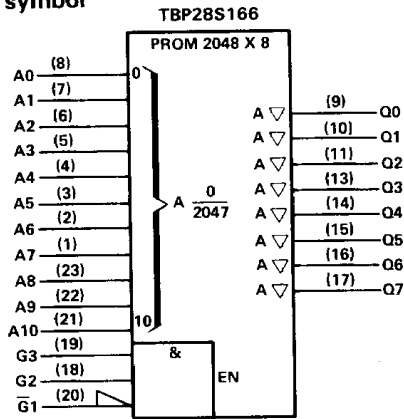 symbol
TBP28S166
PROM 2048 X 8
A0 (8) 0
A1 (7)
A2 (6)
A3 (5)
A4 (4)
A5 (3)
A6 (2)
A7 (1)
A8 (23)
A9 (22)
A10 (21) 10
A 0
2047
A ▽ (9) Q0
A ▽ (10) Q1
A ▽ (11) Q2
A ▽ (13) Q3
A ▽ (14) Q4
A ▽ (15) Q5
A ▽ (16) Q6
A ▽ (17) Q7
G3 (19)
G2 (18)
G̅1 (20)
&
EN